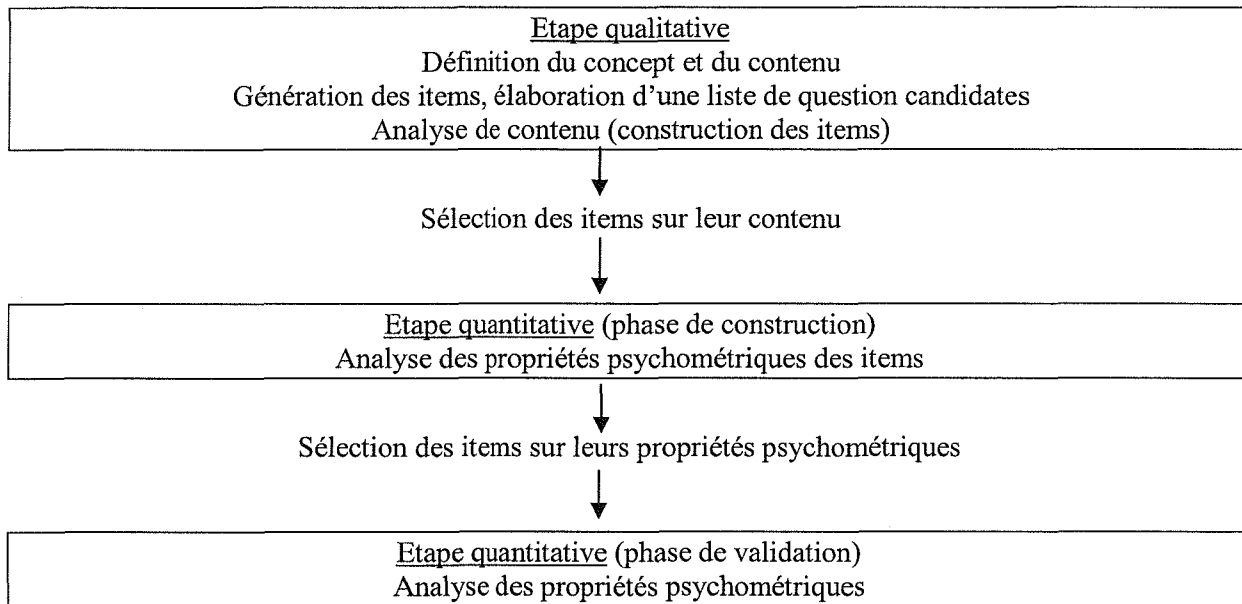 Etape qualitative
Définition du concept et du contenu
Génération des items, élaboration d'une liste de question candidates
Analyse de contenu (construction des items)
Sélection des items sur leur contenu
Etape quantitative (phase de construction)
Analyse des propriétés psychométriques des items
Sélection des items sur leurs propriétés psychométriques
Etape quantitative (phase de validation)
Analyse des propriétés psychométriques